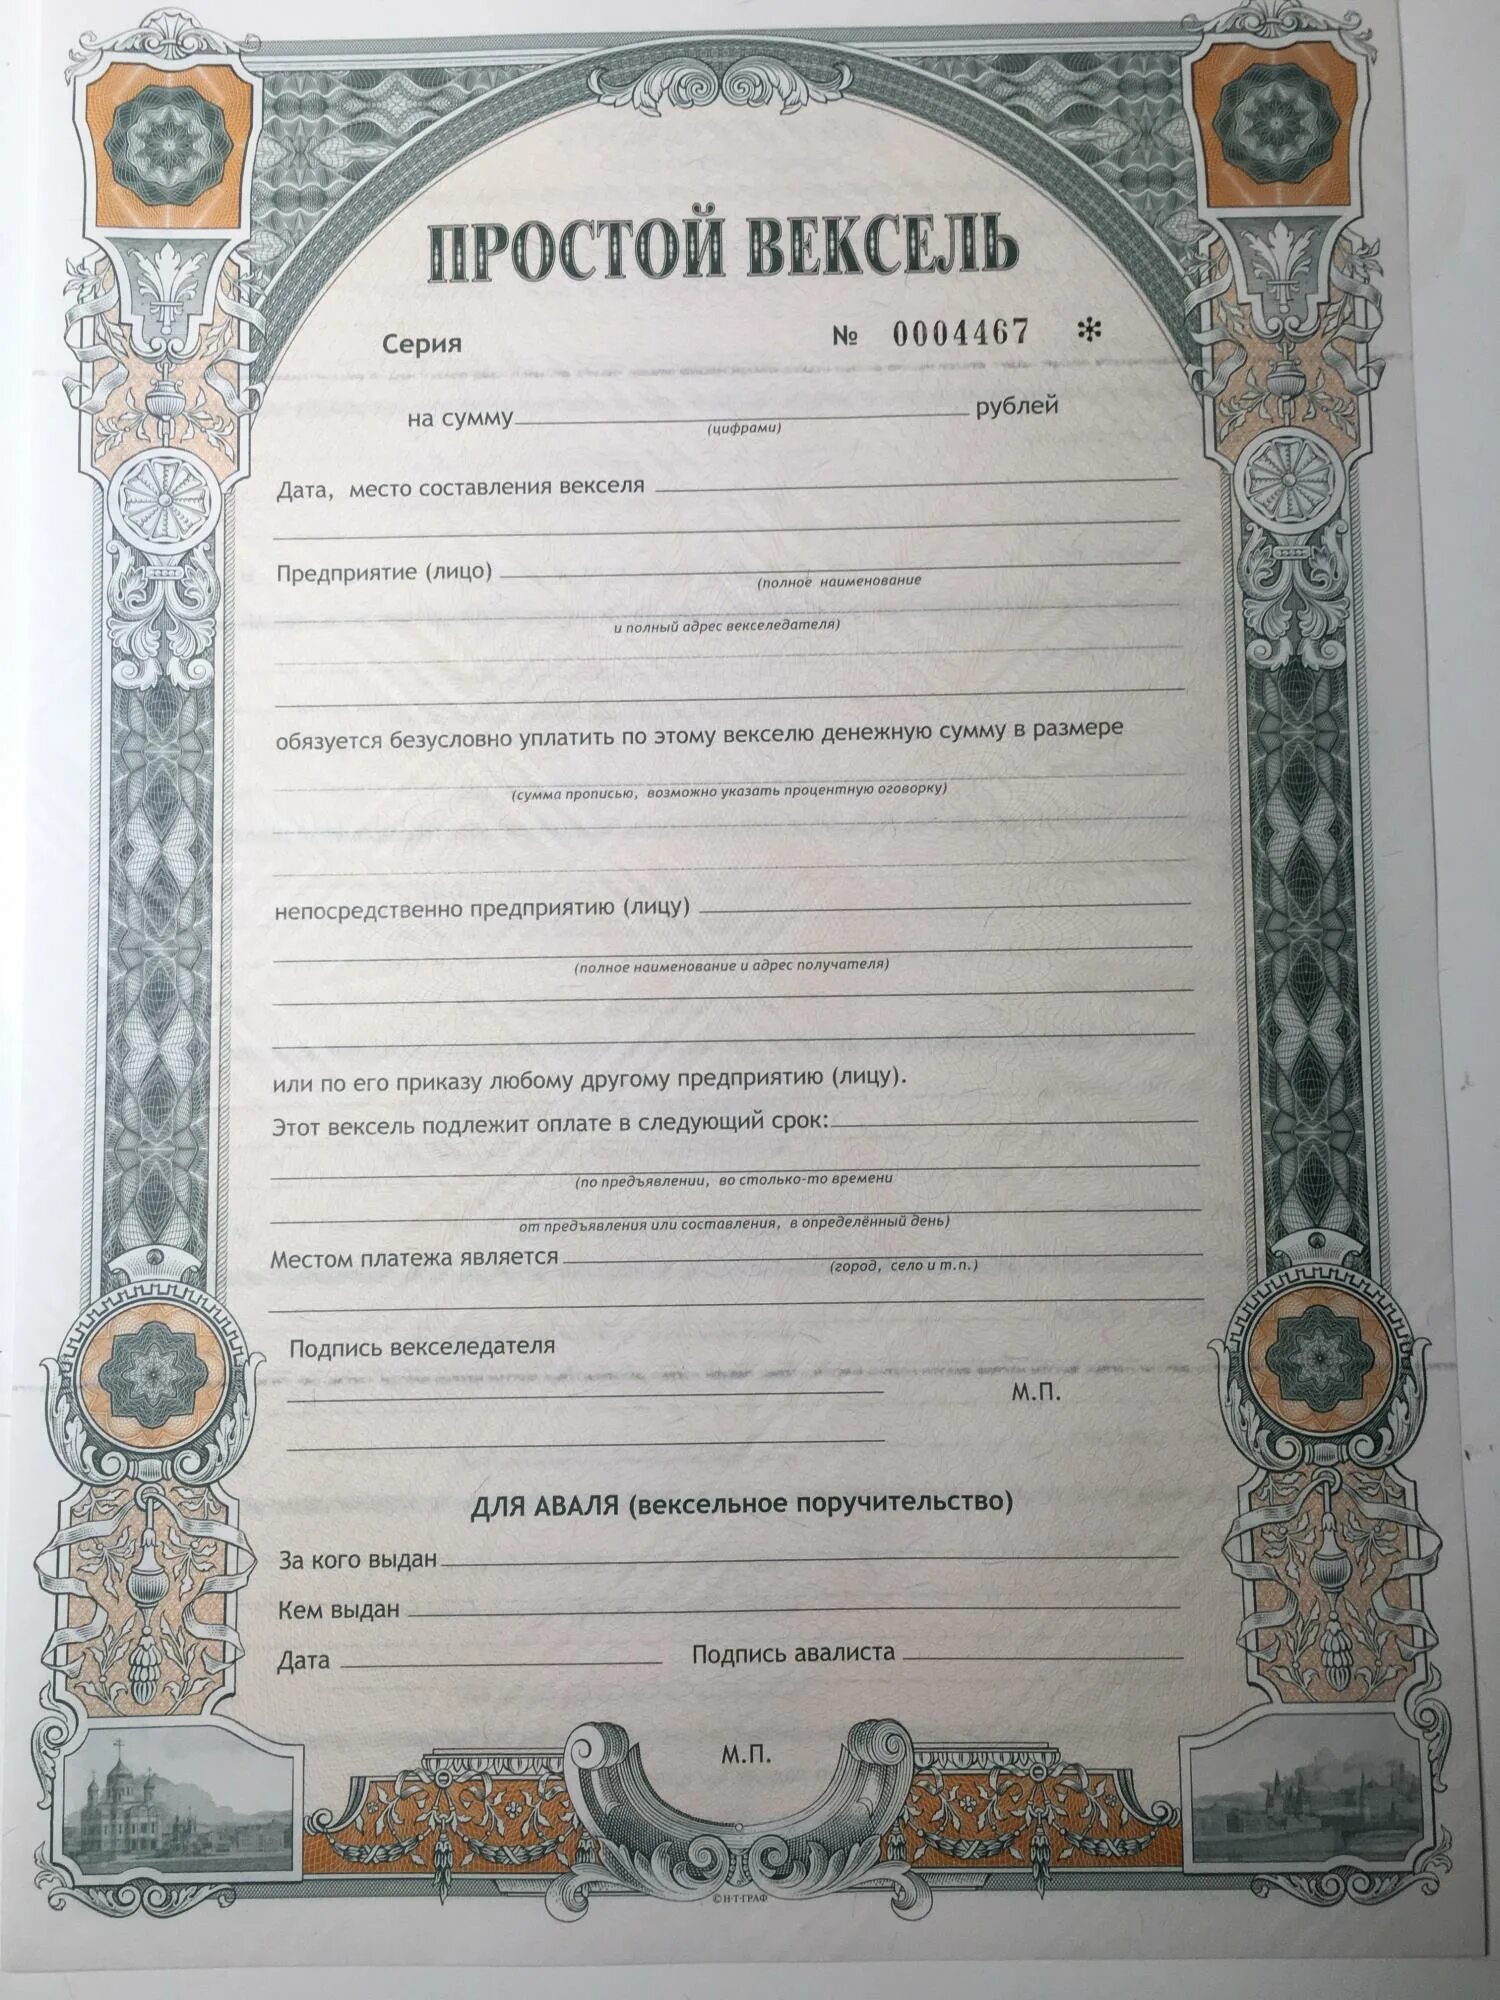 ПРОСТОЙ ВЕКСЕЛЬ
Серия № 0004467 *
на сумму рублей
(цифрами)
Дата, место составления векселя
Предприятие (лицо)
(полное наименование
и полный адрес векселедателя)
обязуется безусловно уплатить по этому векселю денежную сумму в размере
(сумма прописью, возможно указать процентную оговорку)
непосредственно предприятию (лицу)
(полное наименование и адрес получателя)
или по его приказу любому другому предприятию (лицу).
Этот вексель подлежит оплате в следующий срок:
(по предъявлении, во столько-то времени
от предъявления или составления, в определённый день)
Местом платежа является
(город, село и т.п.)
Подпись векселедателя
М.П.
ДЛЯ АВАЛЯ (вексельное поручительство)
За кого выдан
Кем выдан
Дата Подпись авалиста
М.П.
© Н·Т·ГРАФ